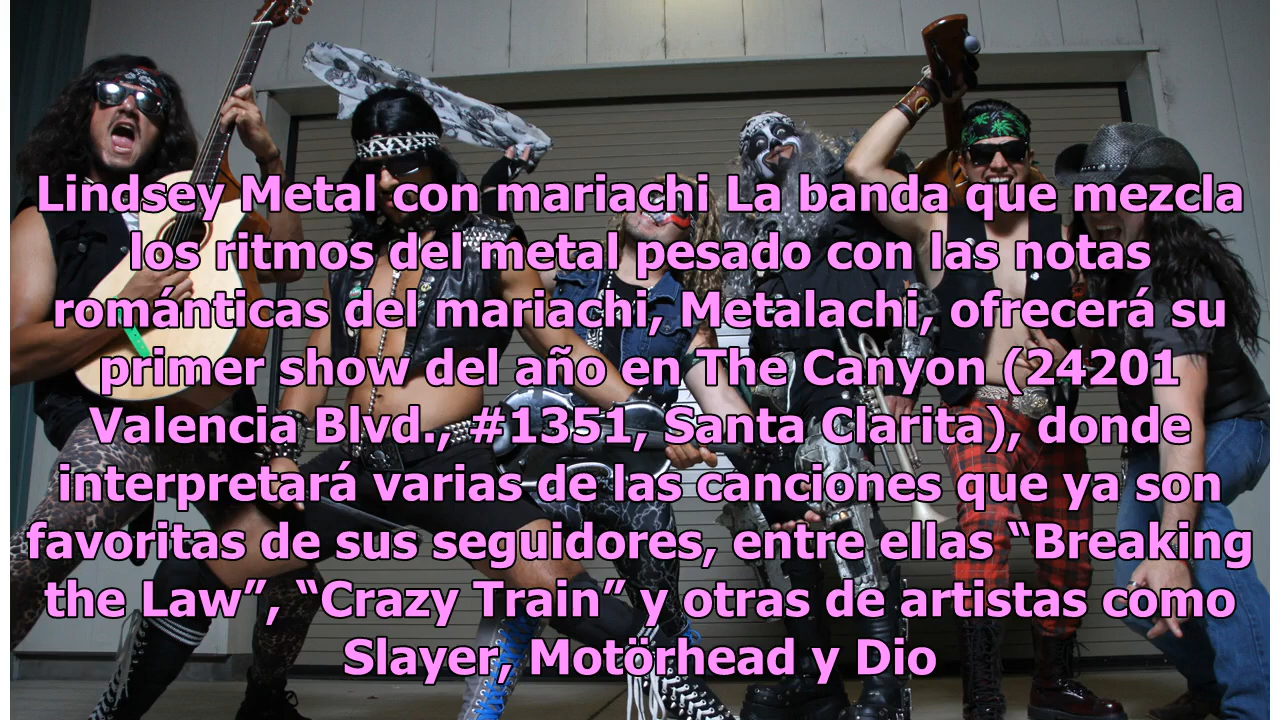 Lindsey Metal con mariachi La banda que mezcla
los ritmos del metal pesado con las notas
románticas del mariachi, Metalachi, ofrecerá su
primer show del año en The Canyon (24201
Valencia Blvd., #1351, Santa Clarita), donde
interpretará varias de las canciones que ya son
favoritas de sus seguidores, entre ellas “Breaking
the Law”, “Crazy Train” y otras de artistas como
Slayer, Motörhead y Dio